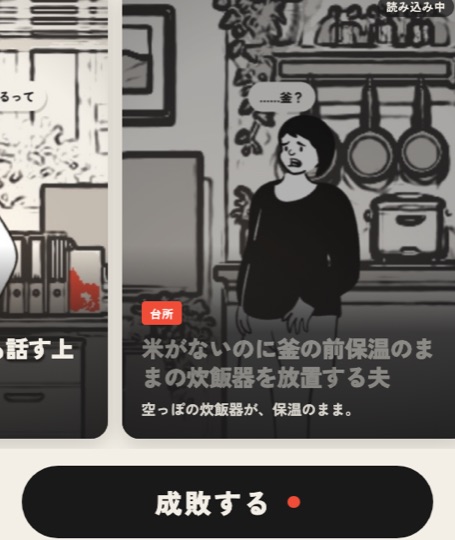 読み込み中
るって
……釜？
台所
話す上
米がないのに釜の前保温のま
まの炊飯器を放置する夫
空っぽの炊飯器が、保温のまま。
成敗する